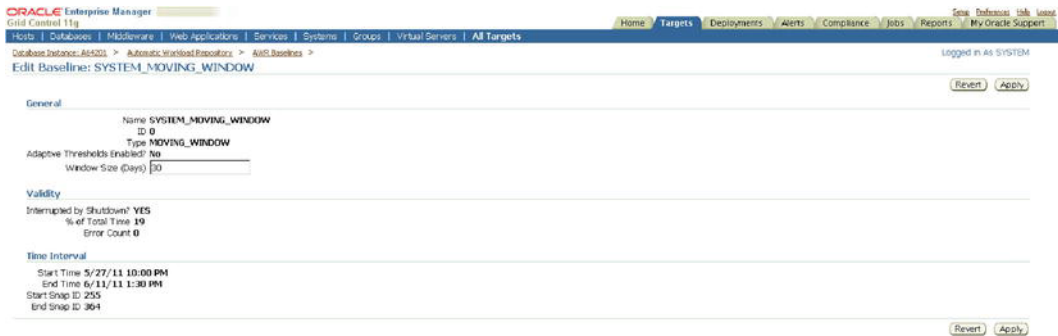 ORACLE Enterprise Manager
Grid Control 11g
Setup Preferences Help Logout
Home Targets Deployments Alerts Compliance Jobs Reports My Oracle Support
Hosts | Databases | Middleware | Web Applications | Services | Systems | Groups | Virtual Servers | All Targets
Database Instance: A64201 > Automatic Workload Repository > AWR Baselines >
Logged in As SYSTEM
Edit Baseline: SYSTEM_MOVING_WINDOW
Revert Apply
General
Name SYSTEM_MOVING_WINDOW
ID 0
Type MOVING_WINDOW
Adaptive Thresholds Enabled? No
Window Size (Days) 30
Validity
Interrupted by Shutdown? YES
% of Total Time 19
Error Count 0
Time Interval
Start Time 5/27/11 10:00 PM
End Time 6/11/11 1:30 PM
Start Snap ID 255
End Snap ID 364
Revert Apply